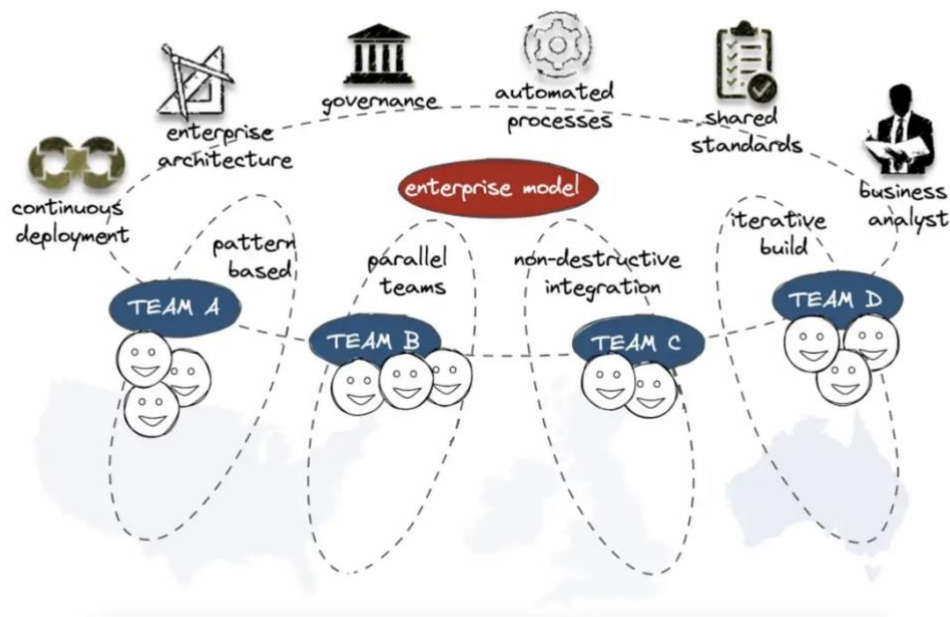 governance
automated
processes
enterprise
architecture
shared
standards
continuous
deployment
business
analyst
enterprise model
pattern
based
parallel
teams
non-destructive
integration
iterative
build
TEAM A
TEAM B
TEAM C
TEAM D